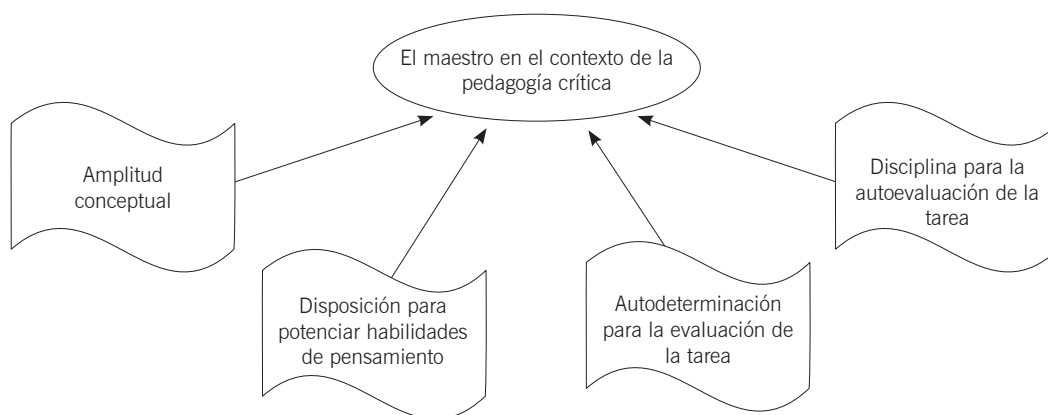 El maestro en el contexto de la
pedagogía crítica
Amplitud
conceptual
Disposición para
potenciar habilidades
de pensamiento
Autodeterminación
para la evaluación de
la tarea
Disciplina para la
autoevaluación de la
tarea